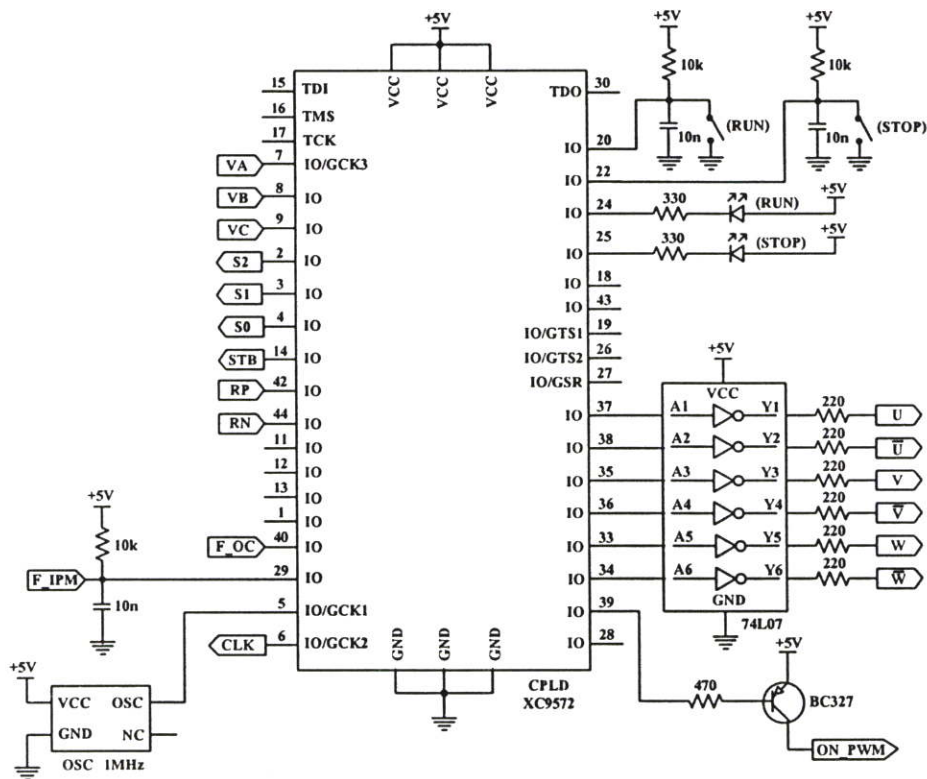 +5V
+5V
+5V
10k
10k
VCC
VCC
VCC
15
TDI
TDO
30
16
TMS
17
TCK
10n
(RUN)
10n
(STOP)
VA
7
IO/GCK3
IO
20
VB
8
IO
IO
22
+5V
VC
9
IO
IO
24
330
(RUN)
+5V
S2
2
IO
IO
25
330
(STOP)
S1
3
IO
IO
18
S0
4
IO
IO
43
STB
14
IO
IO/GTS1
19
IO/GTS2
26
+5V
RP
42
IO
IO/GSR
27
VCC
RN
44
IO
IO
37
A1
Y1
220
U
11
IO
IO
38
A2
Y2
220
U̅
12
IO
IO
35
A3
Y3
220
V
13
IO
IO
36
A4
Y4
220
V̅
1
IO
+5V
10k
F_OC
40
IO
IO
33
A5
Y5
220
W
F_IPM
29
IO
IO
34
A6
Y6
220
W̅
10n
GND
5
IO/GCK1
IO
39
74L07
CLK
6
IO/GCK2
GND
GND
GND
IO
28
+5V
+5V
VCC
OSC
CPLD
XC9572
470
BC327
GND
NC
OSC 1MHz
ON_PWM